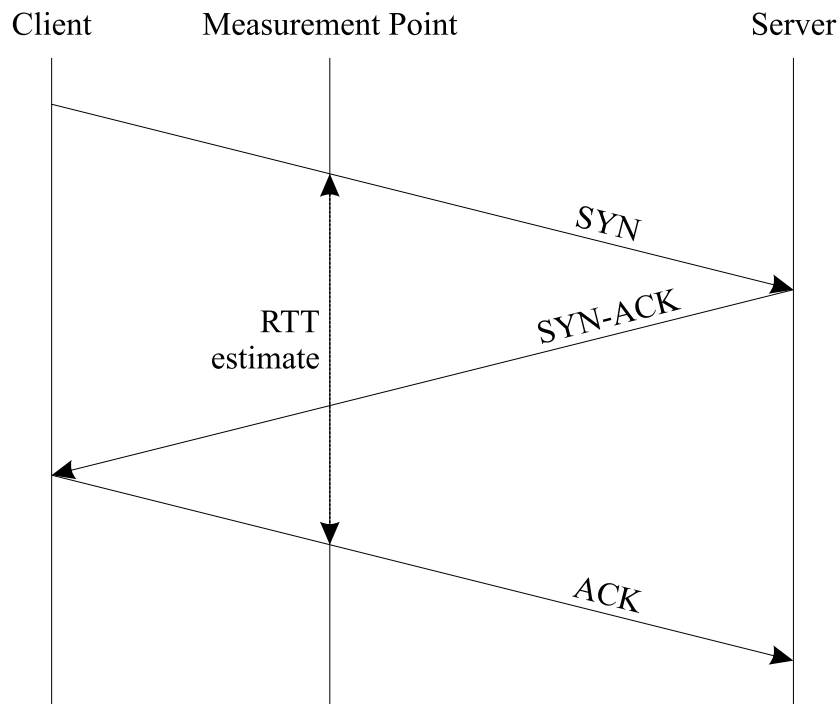 Client
Measurement Point
Server
SYN
SYN-ACK
RTT
estimate
ACK